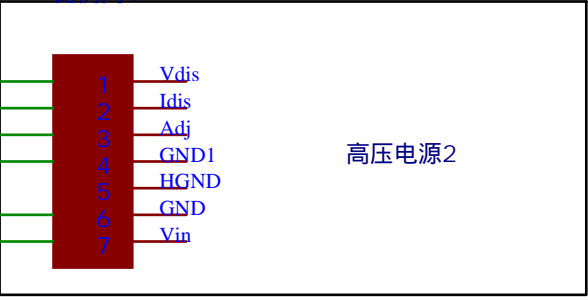 1 Vdis
2 Idis
3 Adj
4 GND1
5 HGND
6 GND
7 Vin
高压电源2